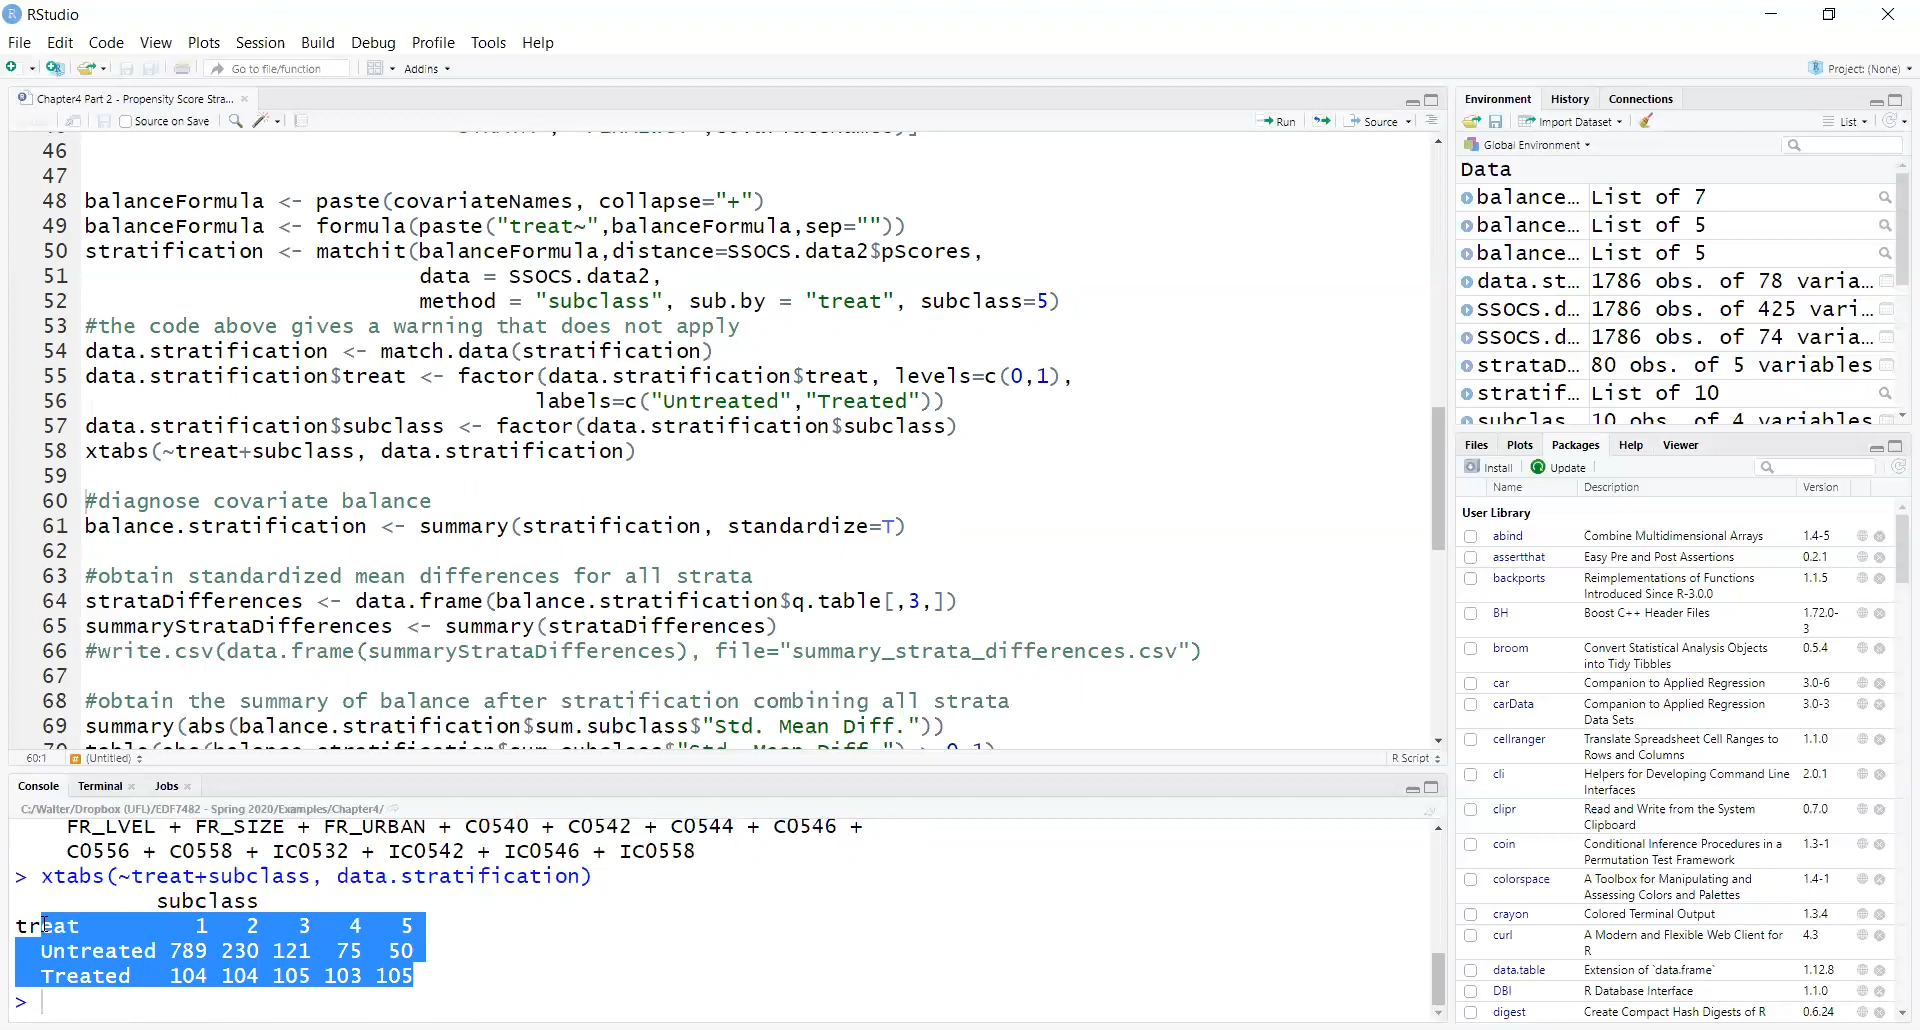 RStudio
File Edit Code View Plots Session Build Debug Profile Tools Help
Go to file/function Addins Project: (None)
Chapter4 Part 2 - Propensity Score Stra...
Source on Save Run Source
46
47
48 balanceFormula <- paste(covariateNames, collapse="+")
49 balanceFormula <- formula(paste("treat~",balanceFormula,sep=""))
50 stratification <- matchit(balanceFormula,distance=SSOCS.data2$pScores,
51 data = SSOCS.data2,
52 method = "subclass", sub.by = "treat", subclass=5)
53 #the code above gives a warning that does not apply
54 data.stratification <- match.data(stratification)
55 data.stratification$treat <- factor(data.stratification$treat, levels=c(0,1),
56 labels=c("Untreated","Treated"))
57 data.stratification$subclass <- factor(data.stratification$subclass)
58 xtabs(~treat+subclass, data.stratification)
59
60 #diagnose covariate balance
61 balance.stratification <- summary(stratification, standardize=T)
62
63 #obtain standardized mean differences for all strata
64 strataDifferences <- data.frame(balance.stratification$q.table[,3,])
65 summaryStrataDifferences <- summary(strataDifferences)
66 #write.csv(data.frame(summaryStrataDifferences), file="summary_strata_differences.csv")
67
68 #obtain the summary of balance after stratification combining all strata
69 summary(abs(balance.stratification$sum.subclass$"Std. Mean Diff."))
60:1 (Untitled) R Script
Console Terminal Jobs
C:/Walter/Dropbox (UFL)/EDF7482 - Spring 2020/Examples/Chapter4/
FR_LVEL + FR_SIZE + FR_URBAN + C0540 + C0542 + C0544 + C0546 +
C0556 + C0558 + IC0532 + IC0542 + IC0546 + IC0558
> xtabs(~treat+subclass, data.stratification)
subclass
treat 1 2 3 4 5
Untreated 789 230 121 75 50
Treated 104 104 105 103 105
>
Environment History Connections
Import Dataset List
Global Environment
Data
balance... List of 7
balance... List of 5
balance... List of 5
data.st... 1786 obs. of 78 varia...
SSOCS.d... 1786 obs. of 425 vari...
SSOCS.d... 1786 obs. of 74 varia...
strataD... 80 obs. of 5 variables
stratif... List of 10
subclas... 10 obs. of 4 variables
Files Plots Packages Help Viewer
Install Update
Name Description Version
User Library
abind Combine Multidimensional Arrays 1.4-5
assertthat Easy Pre and Post Assertions 0.2.1
backports Reimplementations of Functions 1.1.5
Introduced Since R-3.0.0
BH Boost C++ Header Files 1.72.0-
3
broom Convert Statistical Analysis Objects 0.5.4
into Tidy Tibbles
car Companion to Applied Regression 3.0-6
carData Companion to Applied Regression 3.0-3
Data Sets
cellranger Translate Spreadsheet Cell Ranges to 1.1.0
Rows and Columns
cli Helpers for Developing Command Line 2.0.1
Interfaces
clipr Read and Write from the System 0.7.0
Clipboard
coin Conditional Inference Procedures in a 1.3-1
Permutation Test Framework
colorspace A Toolbox for Manipulating and 1.4-1
Assessing Colors and Palettes
crayon Colored Terminal Output 1.3.4
curl A Modern and Flexible Web Client for 4.3
R
data.table Extension of `data.frame` 1.12.8
DBI R Database Interface 1.1.0
digest Create Compact Hash Digests of R 0.6.24